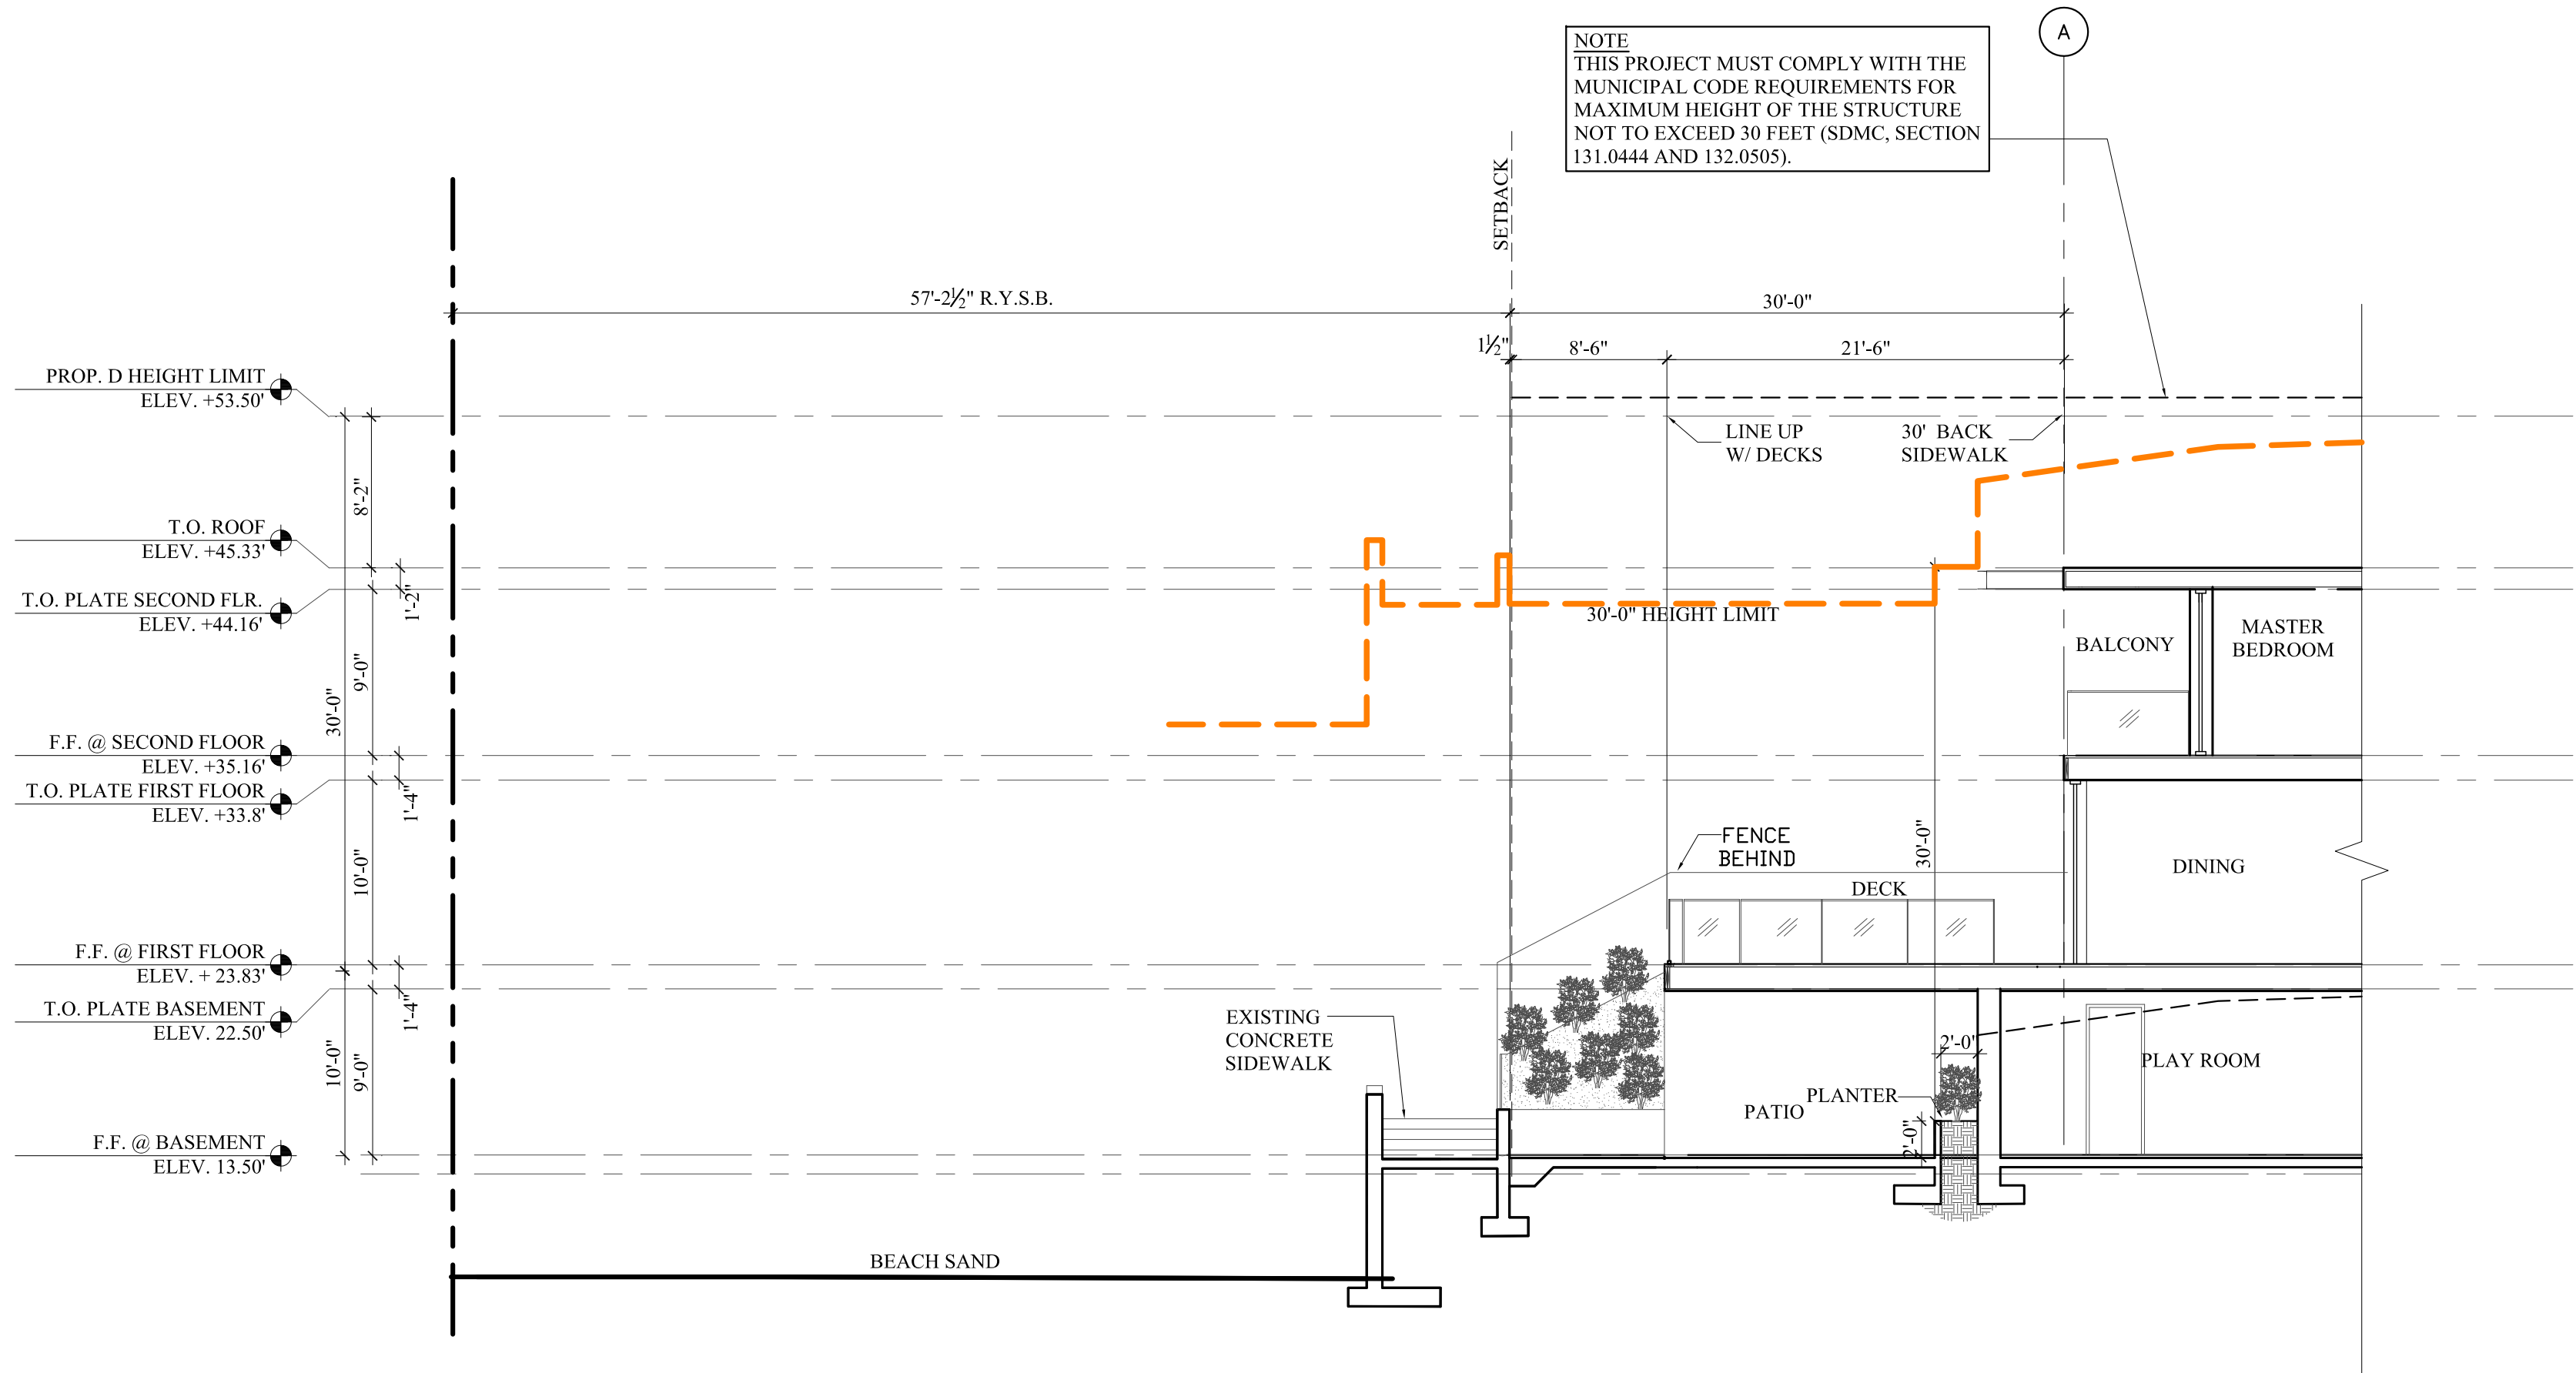 A
NOTE
THIS PROJECT MUST COMPLY WITH THE
MUNICIPAL CODE REQUIREMENTS FOR
MAXIMUM HEIGHT OF THE STRUCTURE
NOT TO EXCEED 30 FEET (SDMC, SECTION
131.0444 AND 132.0505).
SETBACK
57'-2½" R.Y.S.B.
30'-0"
1½"
8'-6"
21'-6"
PROP. D HEIGHT LIMIT
ELEV. +53.50'
LINE UP
W/ DECKS
30' BACK
SIDEWALK
8'-2"
T.O. ROOF
ELEV. +45.33'
T.O. PLATE SECOND FLR.
ELEV. +44.16'
1'-2"
30'-0" HEIGHT LIMIT
BALCONY
MASTER
BEDROOM
9'-0"
30'-0"
F.F. @ SECOND FLOOR
ELEV. +35.16'
T.O. PLATE FIRST FLOOR
ELEV. +33.8'
1'-4"
FENCE
BEHIND
30'-0"
DINING
10'-0"
DECK
F.F. @ FIRST FLOOR
ELEV. + 23.83'
T.O. PLATE BASEMENT
ELEV. 22.50'
1'-4"
EXISTING
CONCRETE
SIDEWALK
2'-0"
PLAY ROOM
10'-0"
9'-0"
PLANTER
PATIO
2'-0"
F.F. @ BASEMENT
ELEV. 13.50'
BEACH SAND